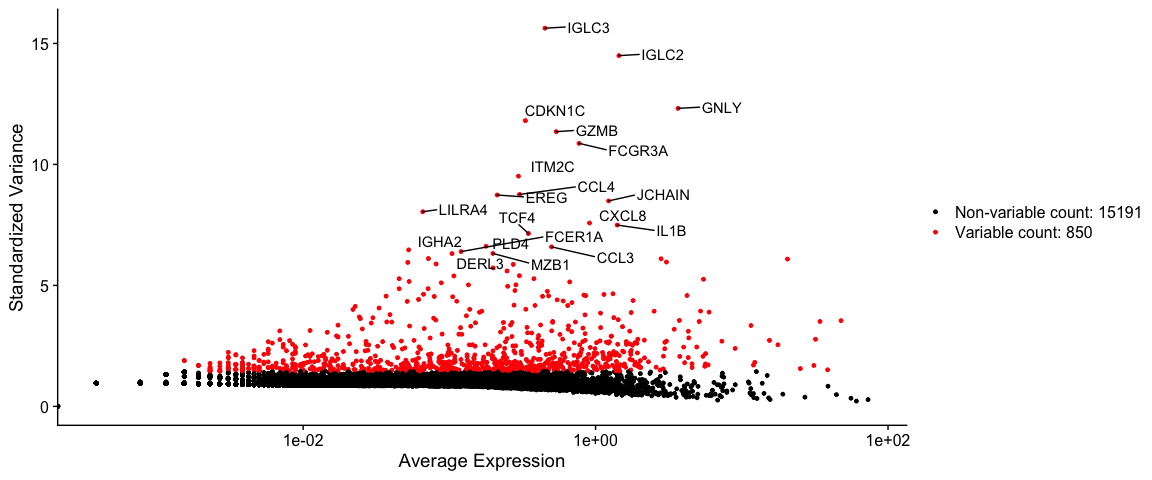 IGLC3
15
IGLC2
GNLY
CDKN1C
GZMB
FCGR3A
10
ITM2C
CCL4
EREG
JCHAIN
LILRA4
CXCL8
TCF4
IL1B
IGHA2
PLD4
FCER1A
CCL3
DERL3
MZB1
5
0
Standardized Variance
1e-02
1e+00
1e+02
Average Expression
Non-variable count: 15191
Variable count: 850